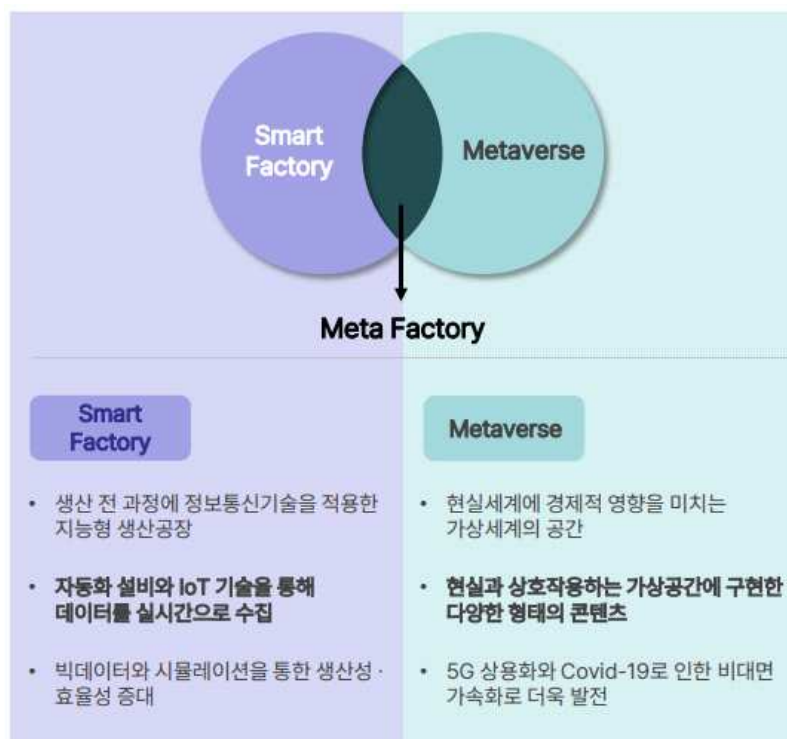 Smart
Factory
Metaverse
Meta Factory
Smart
Factory
• 생산 전 과정에 정보통신기술을 적용한
지능형 생산공장
• 자동화 설비와 IoT 기술을 통해
데이터를 실시간으로 수집
• 빅데이터와 시뮬레이션을 통한 생산성 ·
효율성 증대
Metaverse
• 현실세계에 경제적 영향을 미치는
가상세계의 공간
• 현실과 상호작용하는 가상공간에 구현한
다양한 형태의 콘텐츠
• 5G 상용화와 Covid-19로 인한 비대면
가속화로 더욱 발전